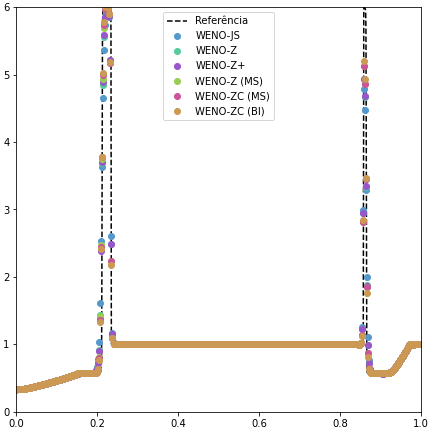 6
5
4
3
2
1
0
0.0
0.2
0.4
0.6
0.8
1.0
Referência
WENO-JS
WENO-Z
WENO-Z+
WENO-Z (MS)
WENO-ZC (MS)
WENO-ZC (BI)